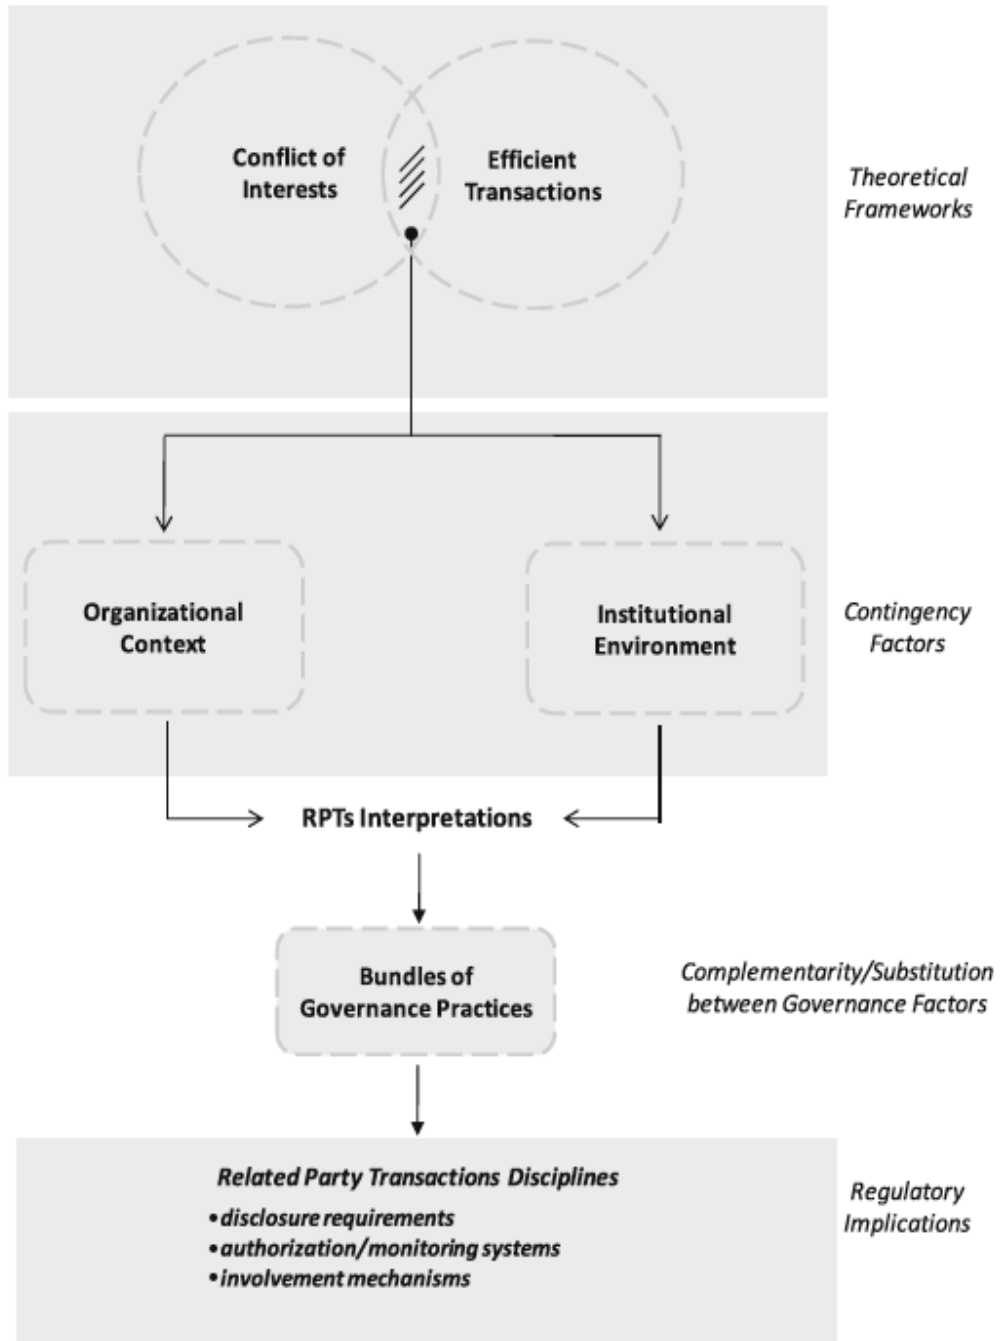 Conflict of
Interests
Efficient
Transactions
Theoretical
Frameworks
Organizational
Context
Institutional
Environment
Contingency
Factors
RPTs Interpretations
Bundles of
Governance Practices
Complementarity/Substitution
between Governance Factors
Related Party Transactions Disciplines
•disclosure requirements
•authorization/monitoring systems
•involvement mechanisms
Regulatory
Implications